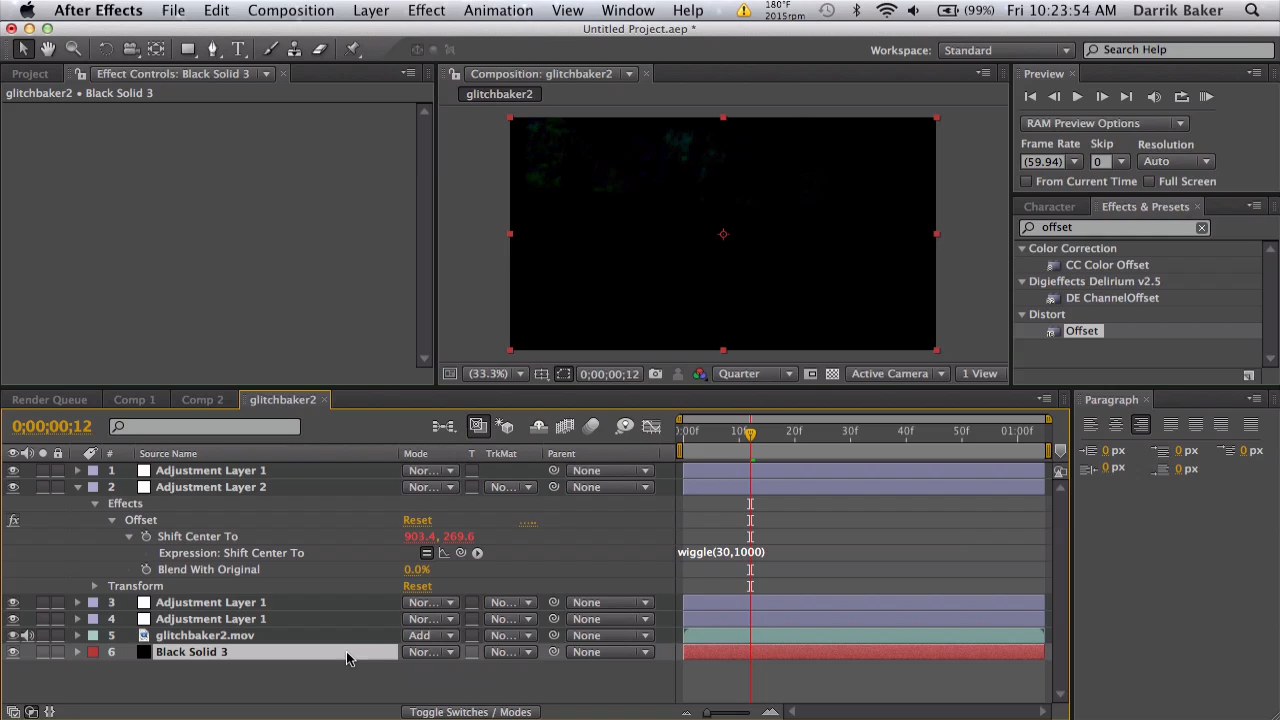 After Effects File Edit Composition Layer Effect Animation View Window Help 180°F 2015rpm (99%) Fri 10:23:54 AM Darrik Baker
Untitled Project.aep *
Workspace: Standard Search Help
Project Effect Controls: Black Solid 3 Composition: glitchbaker2 Preview
glitchbaker2 • Black Solid 3 glitchbaker2
RAM Preview Options
Frame Rate Skip Resolution
(59.94) 0 Auto
From Current Time Full Screen
Character Effects & Presets
offset
Color Correction
CC Color Offset
Digieffects Delirium v2.5
DE ChannelOffset
Distort
Offset
(33.3%) 0;00;00;12 Quarter Active Camera 1 View
Render Queue Comp 1 Comp 2 glitchbaker2 Paragraph
0;00;00;12
0:00f 10f 20f 30f 40f 50f 01:00f
0 px 0 px 0 px
0 px 0 px
# Source Name Mode T TrkMat Parent
1 Adjustment Layer 1 Nor... None
2 Adjustment Layer 2 Nor... No... None
Effects
fx Offset Reset .....
Shift Center To 903.4, 269.6
Expression: Shift Center To wiggle(30,1000)
Blend With Original 0.0%
Transform Reset
3 Adjustment Layer 1 Nor... No... None
4 Adjustment Layer 1 Nor... No... None
5 glitchbaker2.mov Add No... None
6 Black Solid 3 Nor... No... None
Toggle Switches / Modes